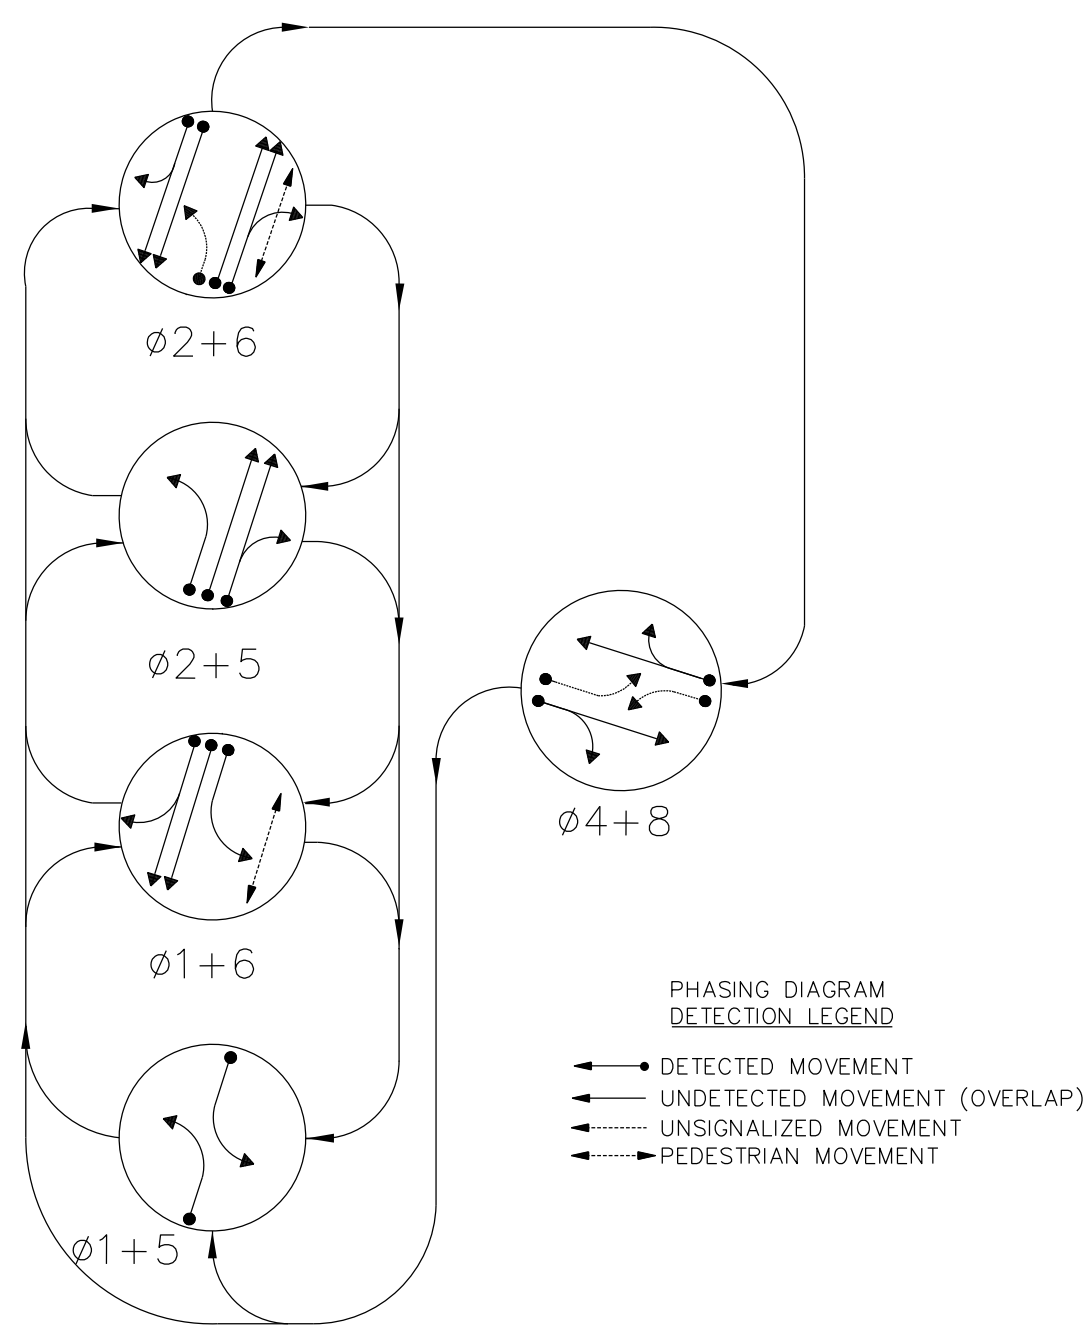 ø2+6
ø2+5
ø4+8
ø1+6
PHASING DIAGRAM
DETECTION LEGEND
DETECTED MOVEMENT
UNDETECTED MOVEMENT (OVERLAP)
UNSIGNALIZED MOVEMENT
PEDESTRIAN MOVEMENT
ø1+5